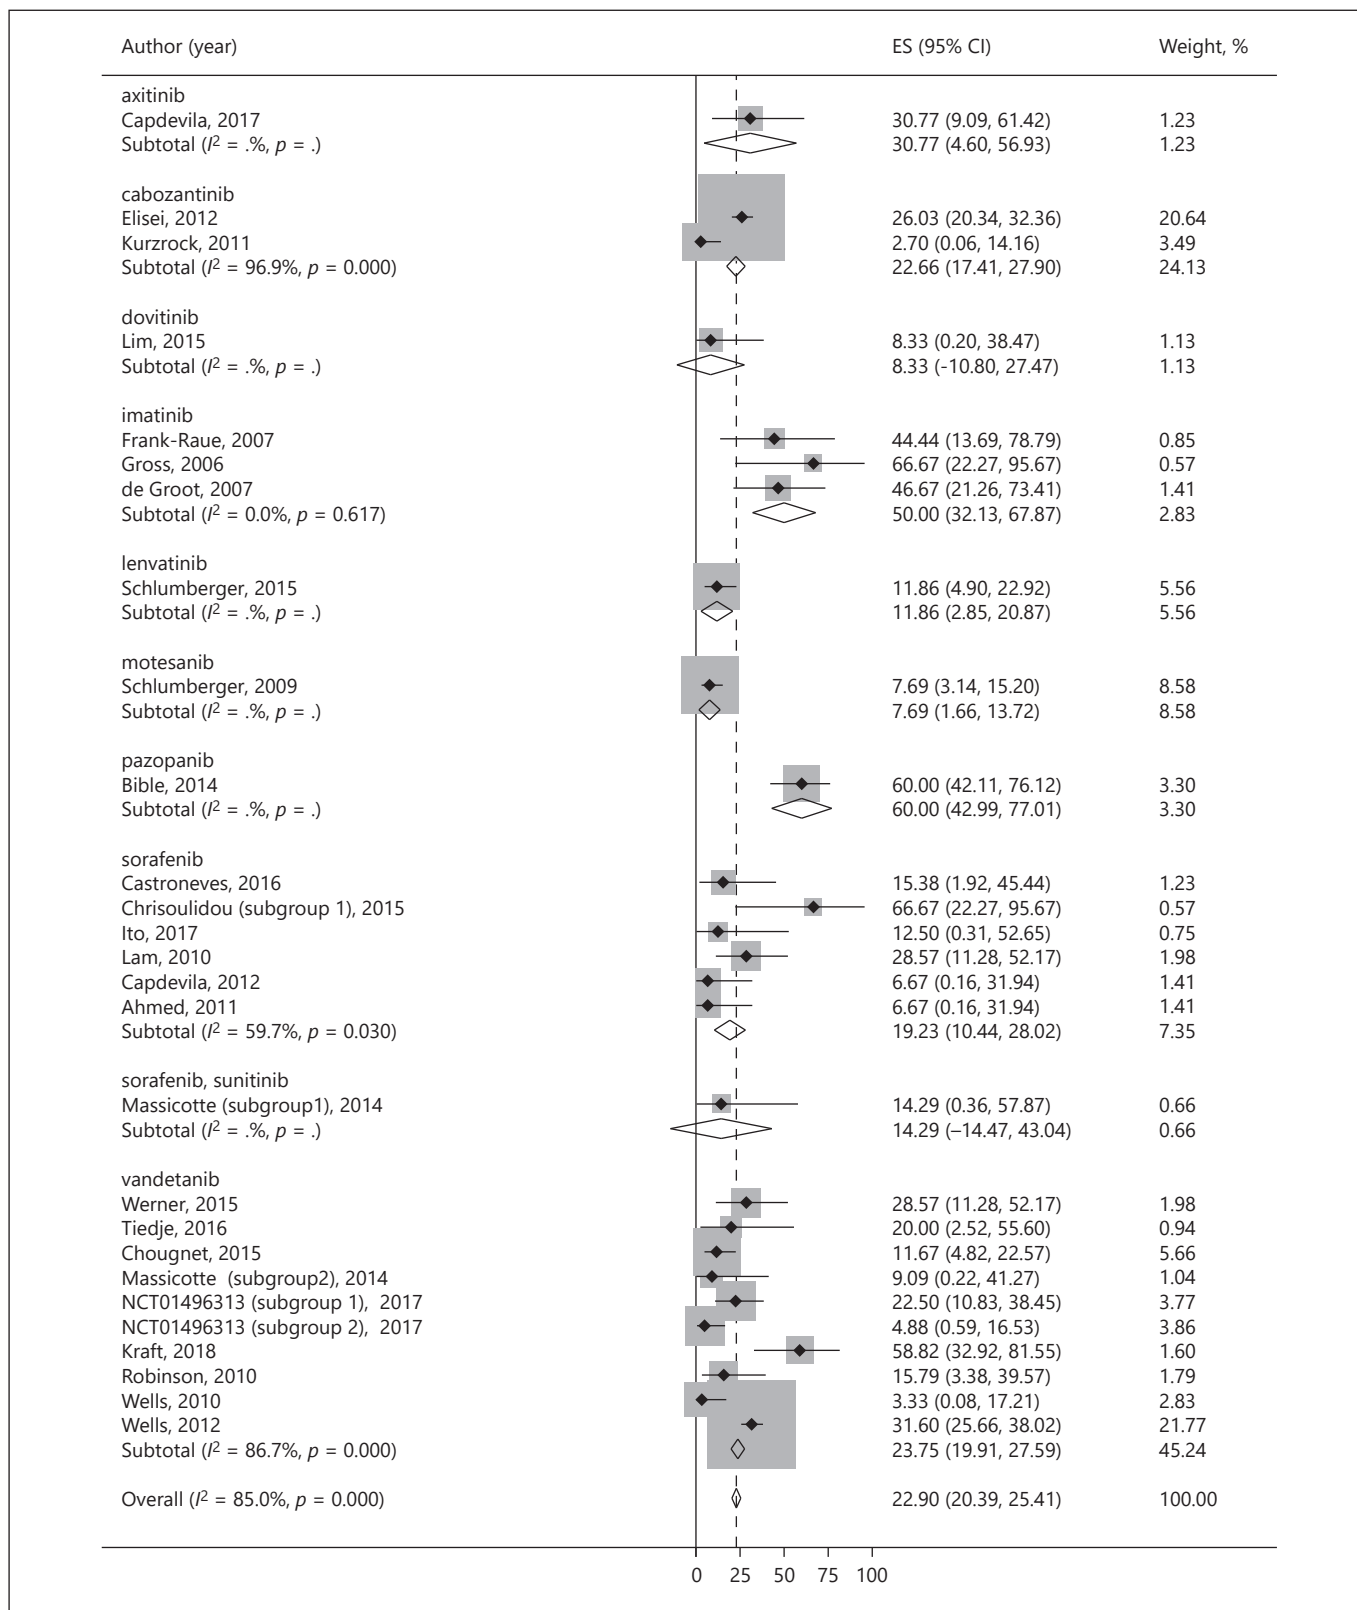 Author (year) ES (95% CI) Weight, %
axitinib
Capdevila, 2017 30.77 (9.09, 61.42) 1.23
Subtotal (I² = .%, p = .) 30.77 (4.60, 56.93) 1.23
cabozantinib
Elisei, 2012 26.03 (20.34, 32.36) 20.64
Kurzrock, 2011 2.70 (0.06, 14.16) 3.49
Subtotal (I² = 96.9%, p = 0.000) 22.66 (17.41, 27.90) 24.13
dovitinib
Lim, 2015 8.33 (0.20, 38.47) 1.13
Subtotal (I² = .%, p = .) 8.33 (-10.80, 27.47) 1.13
imatinib
Frank-Raue, 2007 44.44 (13.69, 78.79) 0.85
Gross, 2006 66.67 (22.27, 95.67) 0.57
de Groot, 2007 46.67 (21.26, 73.41) 1.41
Subtotal (I² = 0.0%, p = 0.617) 50.00 (32.13, 67.87) 2.83
lenvatinib
Schlumberger, 2015 11.86 (4.90, 22.92) 5.56
Subtotal (I² = .%, p = .) 11.86 (2.85, 20.87) 5.56
motesanib
Schlumberger, 2009 7.69 (3.14, 15.20) 8.58
Subtotal (I² = .%, p = .) 7.69 (1.66, 13.72) 8.58
pazopanib
Bible, 2014 60.00 (42.11, 76.12) 3.30
Subtotal (I² = .%, p = .) 60.00 (42.99, 77.01) 3.30
sorafenib
Castroneves, 2016 15.38 (1.92, 45.44) 1.23
Chrisoulidou (subgroup 1), 2015 66.67 (22.27, 95.67) 0.57
Ito, 2017 12.50 (0.31, 52.65) 0.75
Lam, 2010 28.57 (11.28, 52.17) 1.98
Capdevila, 2012 6.67 (0.16, 31.94) 1.41
Ahmed, 2011 6.67 (0.16, 31.94) 1.41
Subtotal (I² = 59.7%, p = 0.030) 19.23 (10.44, 28.02) 7.35
sorafenib, sunitinib
Massicotte (subgroup1), 2014 14.29 (0.36, 57.87) 0.66
Subtotal (I² = .%, p = .) 14.29 (–14.47, 43.04) 0.66
vandetanib
Werner, 2015 28.57 (11.28, 52.17) 1.98
Tiedje, 2016 20.00 (2.52, 55.60) 0.94
Chougnet, 2015 11.67 (4.82, 22.57) 5.66
Massicotte (subgroup2), 2014 9.09 (0.22, 41.27) 1.04
NCT01496313 (subgroup 1), 2017 22.50 (10.83, 38.45) 3.77
NCT01496313 (subgroup 2), 2017 4.88 (0.59, 16.53) 3.86
Kraft, 2018 58.82 (32.92, 81.55) 1.60
Robinson, 2010 15.79 (3.38, 39.57) 1.79
Wells, 2010 3.33 (0.08, 17.21) 2.83
Wells, 2012 31.60 (25.66, 38.02) 21.77
Subtotal (I² = 86.7%, p = 0.000) 23.75 (19.91, 27.59) 45.24
Overall (I² = 85.0%, p = 0.000) 22.90 (20.39, 25.41) 100.00
0 25 50 75 100